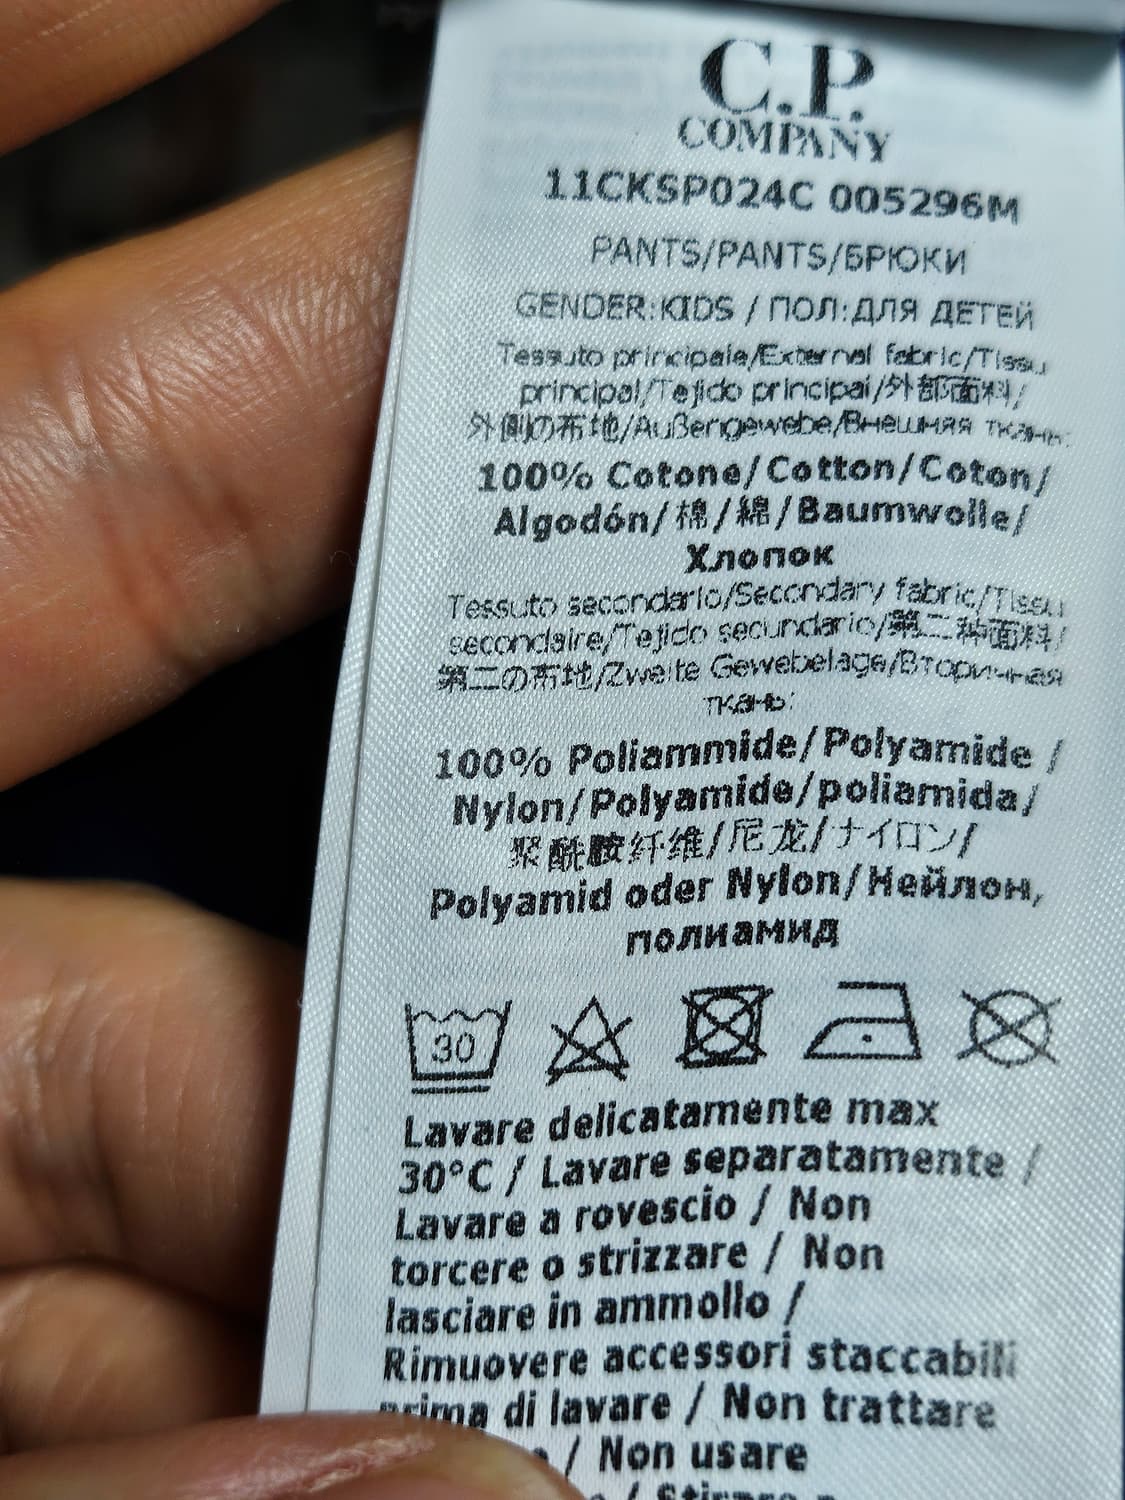 C.P.
COMPANY
11CKSP024C 005296M
PANTS/PANTS/БРЮКИ
GENDER:KIDS / ПОЛ:ДЛЯ ДЕТЕЙ
Tessuto principale/External fabric/Tissu
principal/Tejido principal/外部面料/
外側の布地/Außengewebe/Внешняя ткань:
100% Cotone/Cotton/Coton/
Algodón/棉/綿/Baumwolle/
Хлопок
Tessuto secondario/Secondary fabric/Tissu
secondaire/Tejido secundario/第二种面料/
第二の布地/Zweite Gewebelage/Вторичная
ткань:
100% Poliammide/Polyamide /
Nylon/Polyamide/poliamida/
聚酰胺纤维/尼龙/ナイロン/
Polyamid oder Nylon/Нейлон,
полиамид
30
Lavare delicatamente max
30°C / Lavare separatamente /
Lavare a rovescio / Non
torcere o strizzare / Non
lasciare in ammollo /
Rimuovere accessori staccabili
prima di lavare / Non trattare
/ Non usare